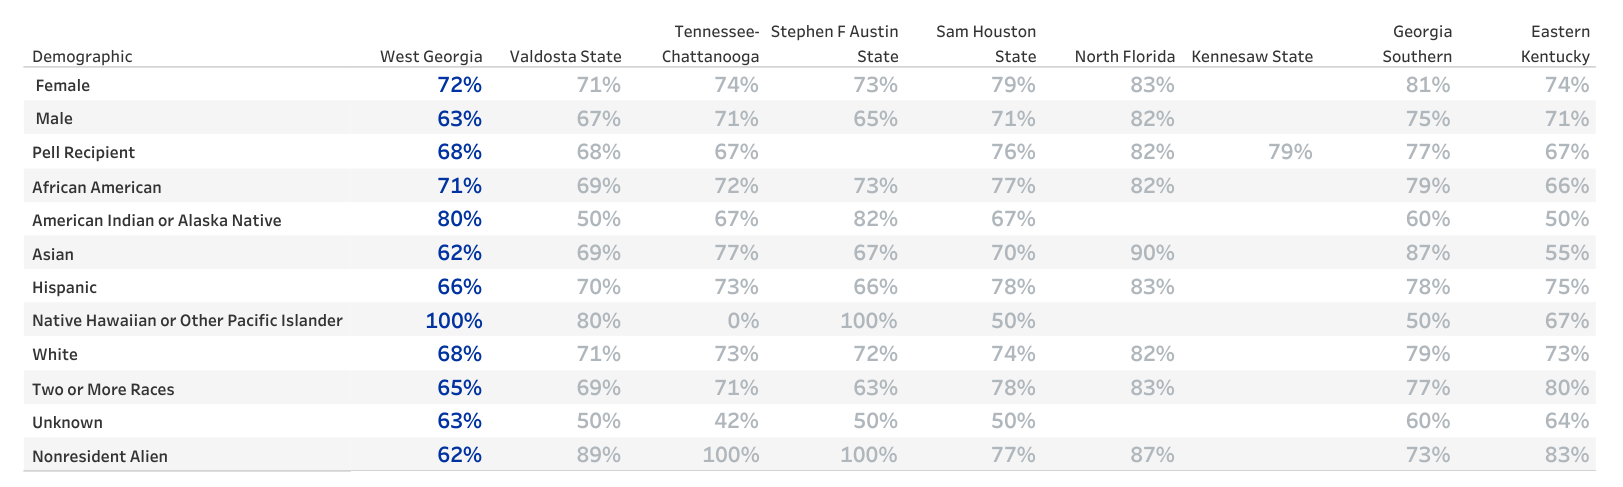 Tennessee- Stephen F Austin Sam Houston Georgia Eastern
Demographic West Georgia Valdosta State Chattanooga State State North Florida Kennesaw State Southern Kentucky
Female 72% 71% 74% 73% 79% 83% 81% 74%
Male 63% 67% 71% 65% 71% 82% 75% 71%
Pell Recipient 68% 68% 67% 76% 82% 79% 77% 67%
African American 71% 69% 72% 73% 77% 82% 79% 66%
American Indian or Alaska Native 80% 50% 67% 82% 67% 60% 50%
Asian 62% 69% 77% 67% 70% 90% 87% 55%
Hispanic 66% 70% 73% 66% 78% 83% 78% 75%
Native Hawaiian or Other Pacific Islander 100% 80% 0% 100% 50% 50% 67%
White 68% 71% 73% 72% 74% 82% 79% 73%
Two or More Races 65% 69% 71% 63% 78% 83% 77% 80%
Unknown 63% 50% 42% 50% 50% 60% 64%
Nonresident Alien 62% 89% 100% 100% 77% 87% 73% 83%